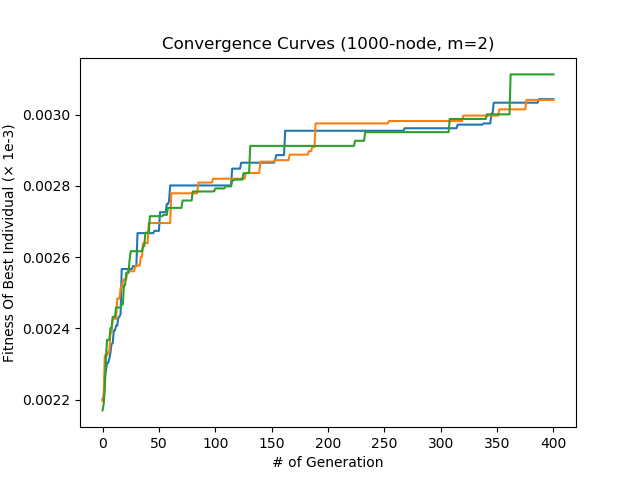 Convergence Curves (1000-node, m=2)
Fitness Of Best Individual (× 1e-3)
0.0030
0.0028
0.0026
0.0024
0.0022
0 50 100 150 200 250 300 350 400
# of Generation